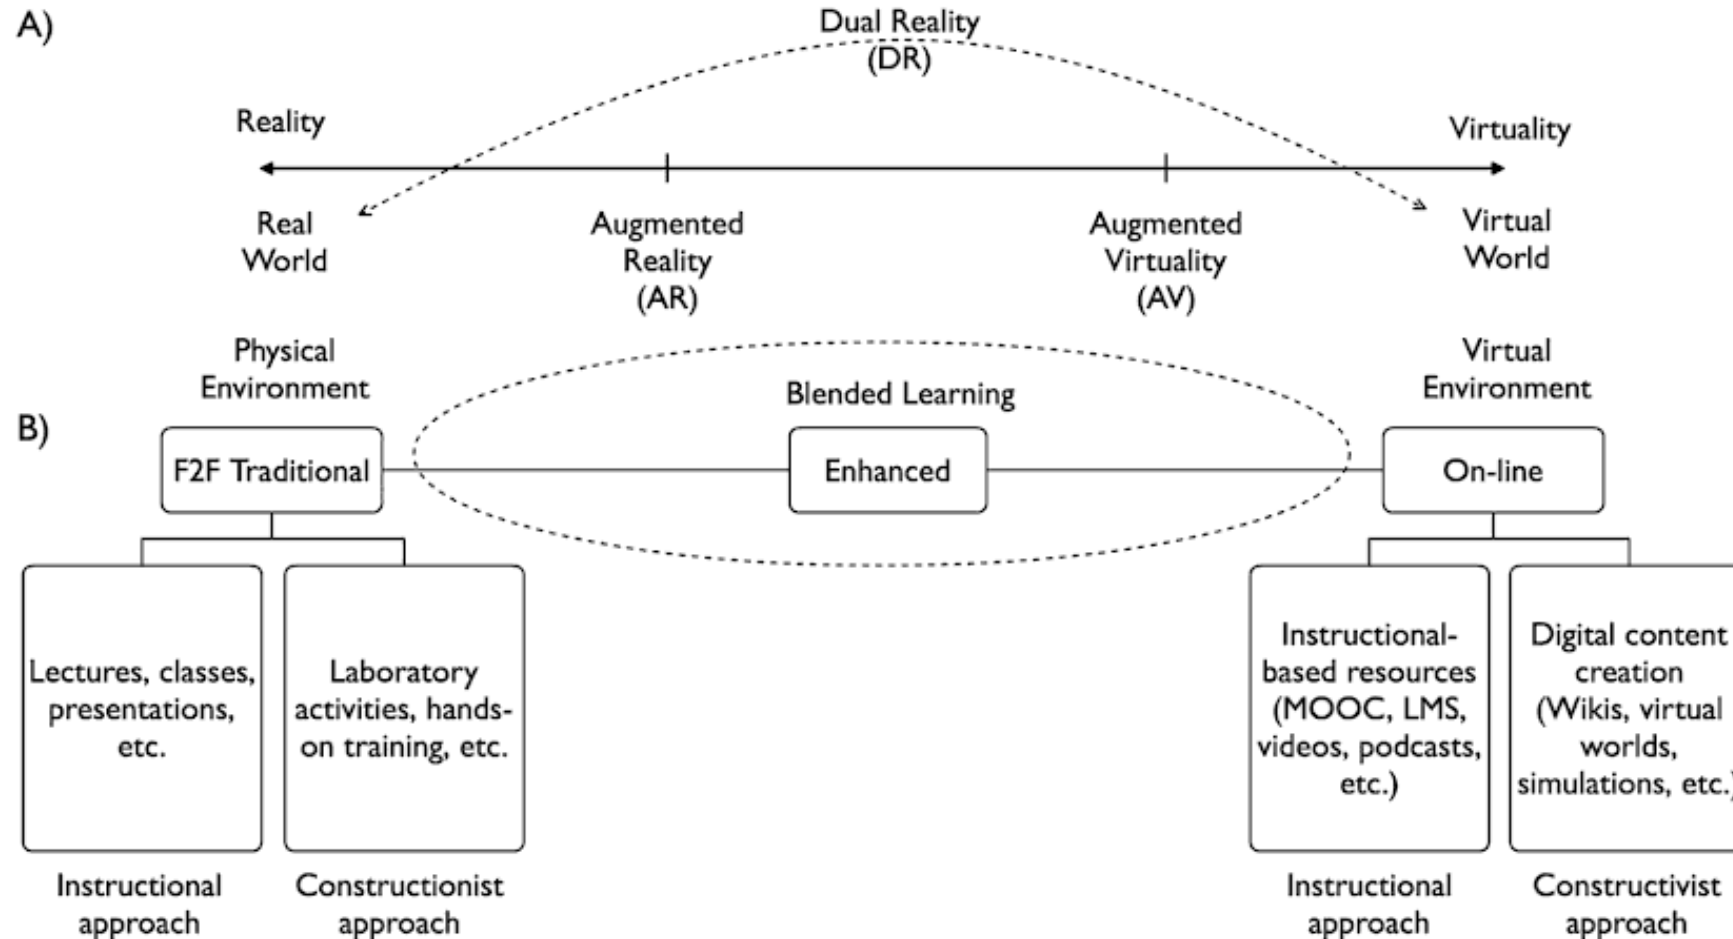 A)
Dual Reality
(DR)
Reality
Virtuality
Real
World
Augmented
Reality
(AR)
Augmented
Virtuality
(AV)
Virtual
World
Physical
Environment
Blended Learning
Virtual
Environment
B)
F2F Traditional
Enhanced
On-line
Lectures, classes,
presentations,
etc.
Laboratory
activities, hands-
on training, etc.
Instructional-
based resources
(MOOC, LMS,
videos, podcasts,
etc.)
Digital content
creation
(Wikis, virtual
worlds,
simulations, etc.)
Instructional
approach
Constructionist
approach
Instructional
approach
Constructivist
approach